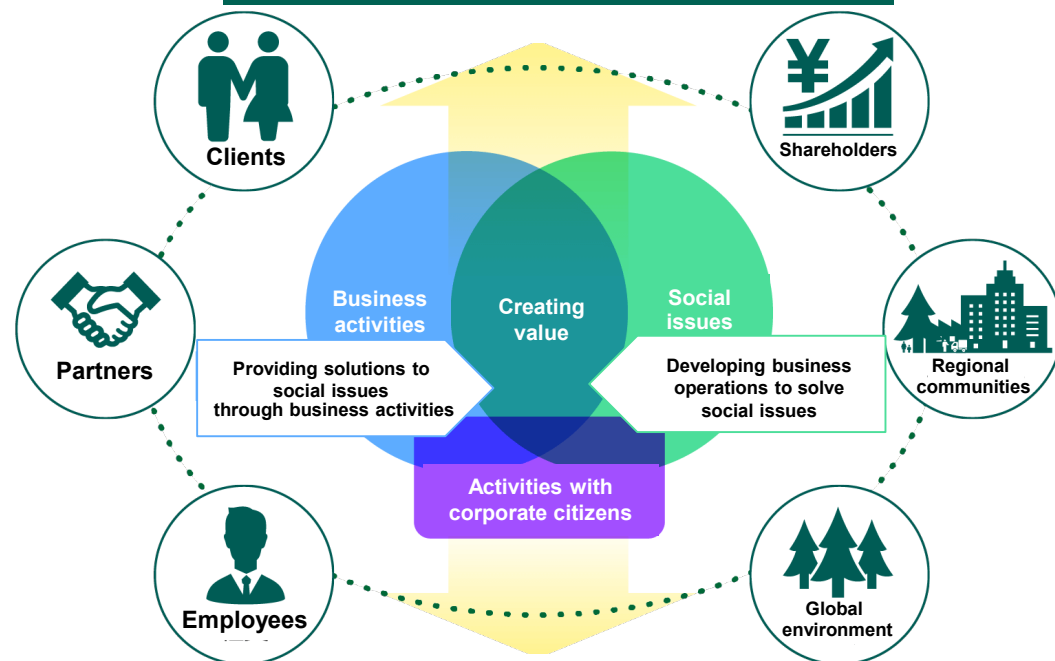 Clients
¥
Shareholders
Partners
Business
activities
Creating
value
Social
issues
Regional
communities
Providing solutions to
social issues
through business activities
Developing business
operations to solve
social issues
Activities with
corporate citizens
Employees
Global
environment